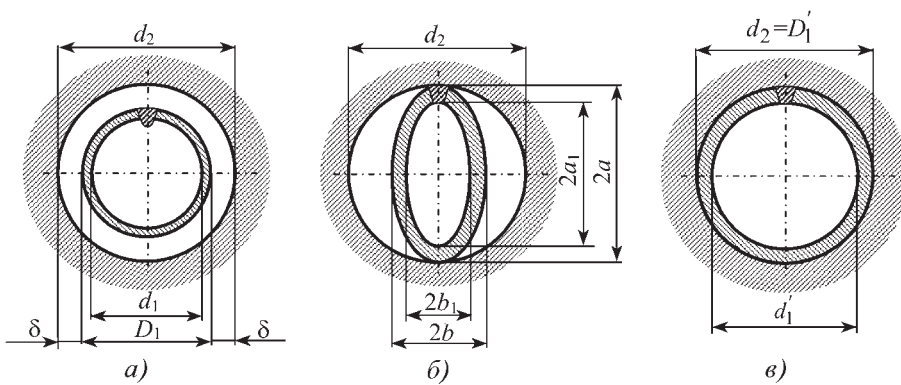 d₂
d₂
d₂=D₁′
2a₁
2a
d₁
D₁
δ
δ
2b₁
2b
d₁′
а)
б)
в)